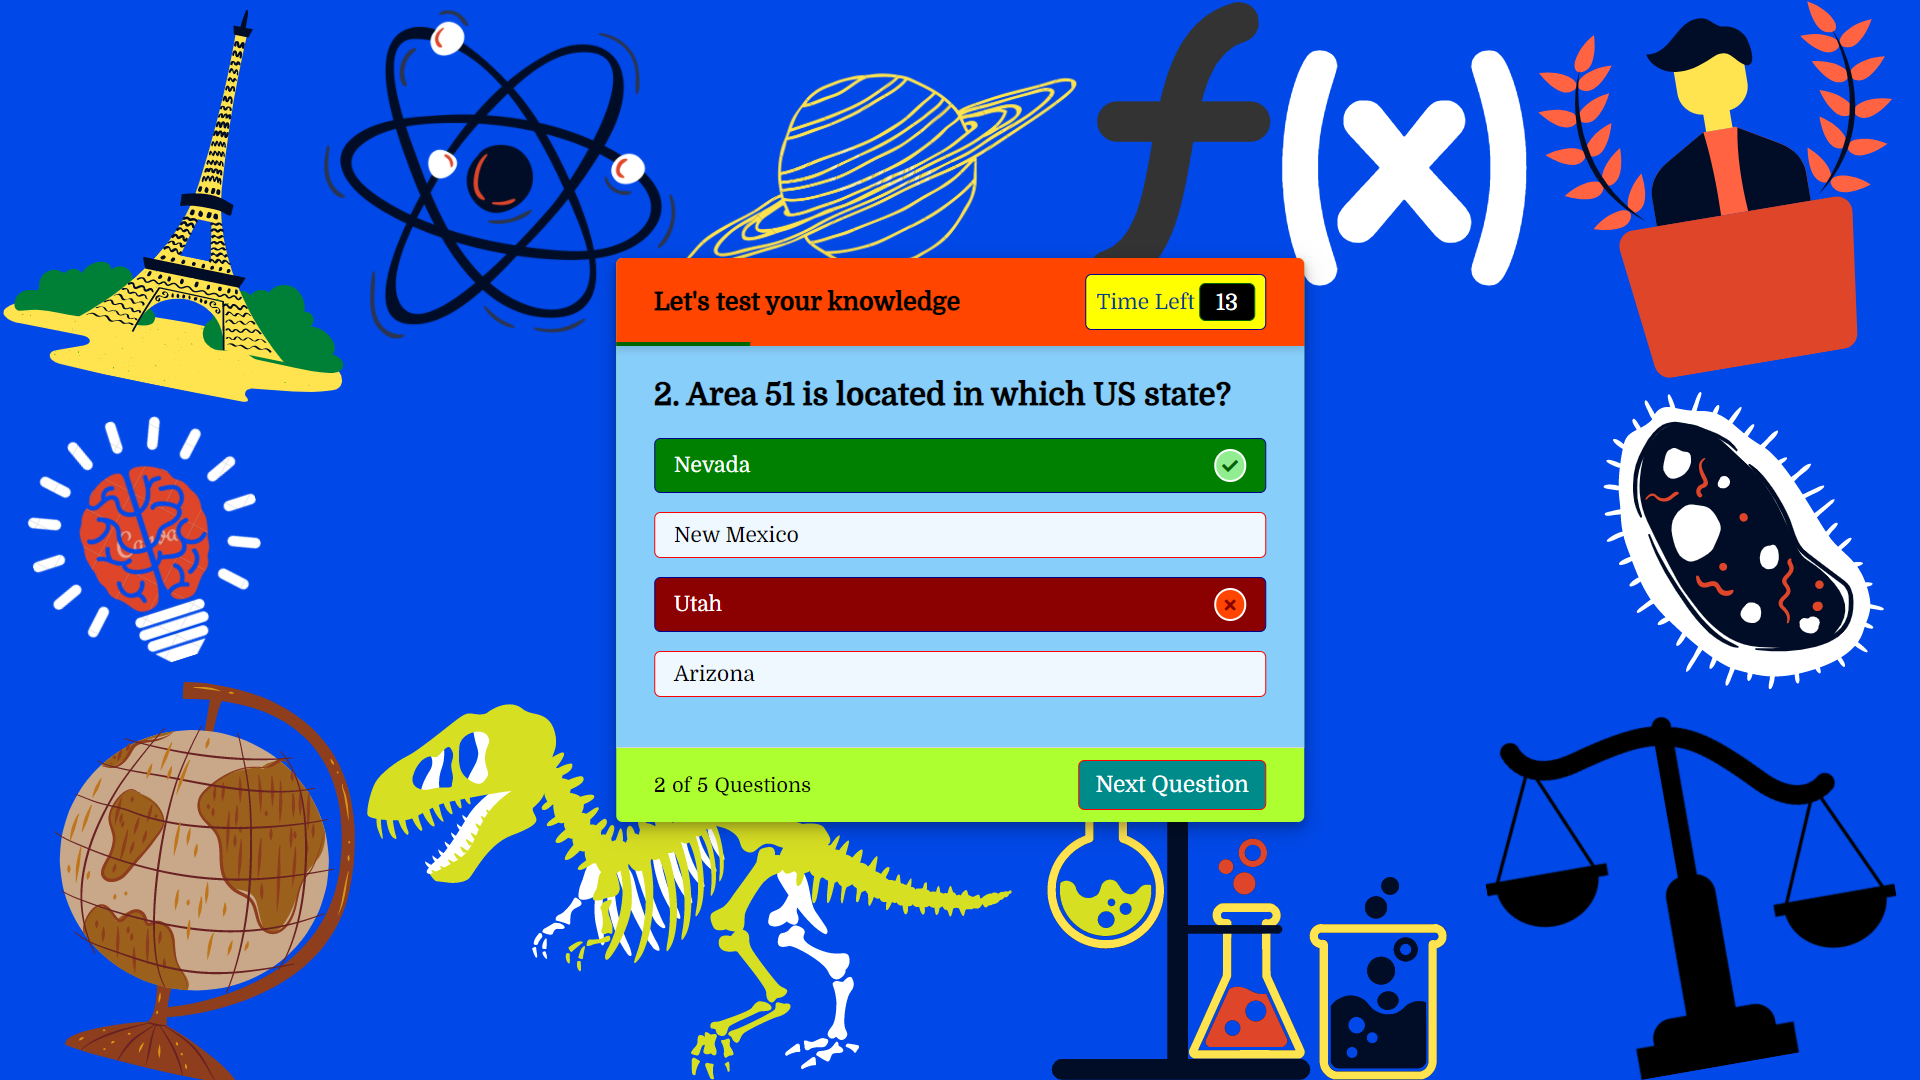 f(x)
Let's test your knowledge
Time Left 13
2. Area 51 is located in which US state?
Nevada
New Mexico
Canva
Utah
Arizona
2 of 5 Questions
Next Question